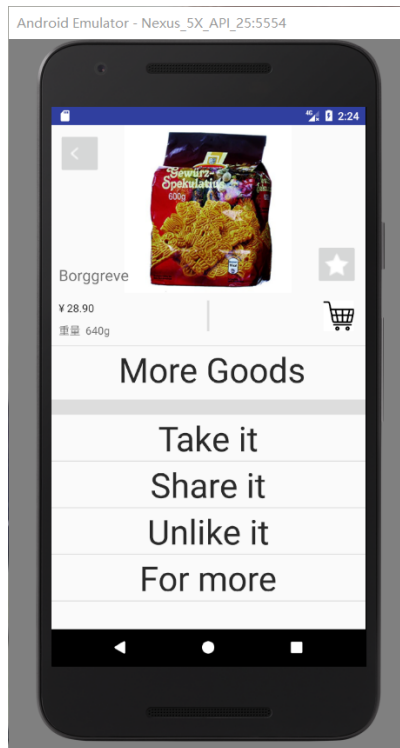 Android Emulator - Nexus_5X_API_25:5554
4G 2:24
Gewürz-
Spekulatius
600g
Borggreve
¥ 28.90
重量 640g
More Goods
Take it
Share it
Unlike it
For more